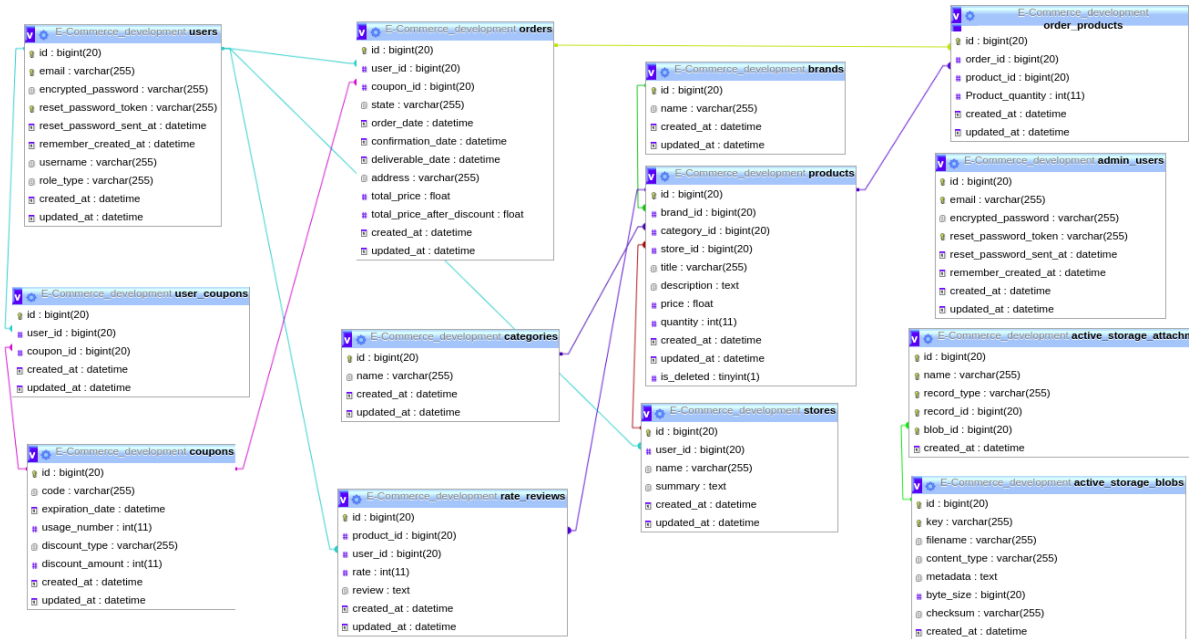 E-Commerce_development users
id : bigint(20)
email : varchar(255)
encrypted_password : varchar(255)
reset_password_token : varchar(255)
reset_password_sent_at : datetime
remember_created_at : datetime
username : varchar(255)
role_type : varchar(255)
created_at : datetime
updated_at : datetime
E-Commerce_development orders
id : bigint(20)
user_id : bigint(20)
coupon_id : bigint(20)
state : varchar(255)
order_date : datetime
confirmation_date : datetime
deliverable_date : datetime
address : varchar(255)
total_price : float
total_price_after_discount : float
created_at : datetime
updated_at : datetime
E-Commerce_development brands
id : bigint(20)
name : varchar(255)
created_at : datetime
updated_at : datetime
E-Commerce_development
order_products
id : bigint(20)
order_id : bigint(20)
product_id : bigint(20)
Product_quantity : int(11)
created_at : datetime
updated_at : datetime
E-Commerce_development products
id : bigint(20)
brand_id : bigint(20)
category_id : bigint(20)
store_id : bigint(20)
title : varchar(255)
description : text
price : float
quantity : int(11)
created_at : datetime
updated_at : datetime
is_deleted : tinyint(1)
E-Commerce_development admin_users
id : bigint(20)
email : varchar(255)
encrypted_password : varchar(255)
reset_password_token : varchar(255)
reset_password_sent_at : datetime
remember_created_at : datetime
created_at : datetime
updated_at : datetime
E-Commerce_development user_coupons
id : bigint(20)
user_id : bigint(20)
coupon_id : bigint(20)
created_at : datetime
updated_at : datetime
E-Commerce_development categories
id : bigint(20)
name : varchar(255)
created_at : datetime
updated_at : datetime
E-Commerce_development stores
id : bigint(20)
user_id : bigint(20)
name : varchar(255)
summary : text
created_at : datetime
updated_at : datetime
E-Commerce_development active_storage_attachm
id : bigint(20)
name : varchar(255)
record_type : varchar(255)
record_id : bigint(20)
blob_id : bigint(20)
created_at : datetime
E-Commerce_development coupons
id : bigint(20)
code : varchar(255)
expiration_date : datetime
usage_number : int(11)
discount_type : varchar(255)
discount_amount : int(11)
created_at : datetime
updated_at : datetime
E-Commerce_development rate_reviews
id : bigint(20)
product_id : bigint(20)
user_id : bigint(20)
rate : int(11)
review : text
created_at : datetime
updated_at : datetime
E-Commerce_development active_storage_blobs
id : bigint(20)
key : varchar(255)
filename : varchar(255)
content_type : varchar(255)
metadata : text
byte_size : bigint(20)
checksum : varchar(255)
created_at : datetime